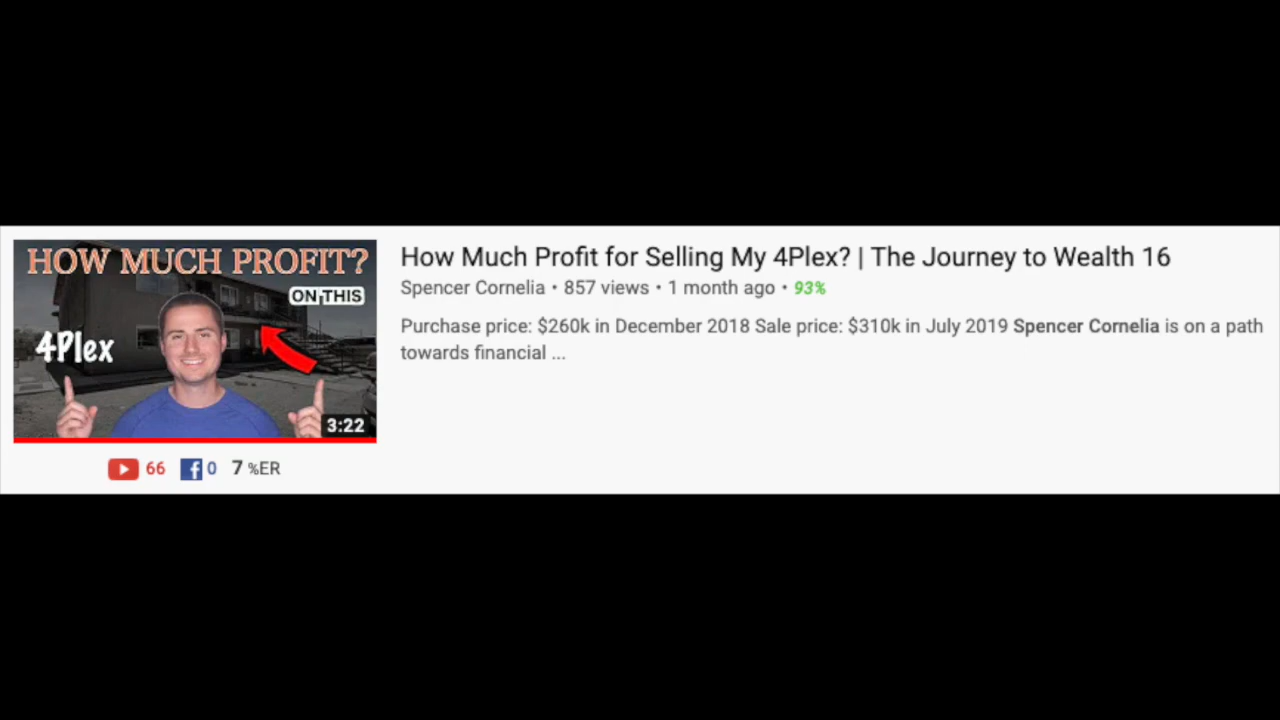 HOW MUCH PROFIT?
ON THIS
4Plex
3:22
66 f 0 7 %ER
How Much Profit for Selling My 4Plex? | The Journey to Wealth 16
Spencer Cornelia • 857 views • 1 month ago • 93%
Purchase price: $260k in December 2018 Sale price: $310k in July 2019 Spencer Cornelia is on a path
towards financial ...